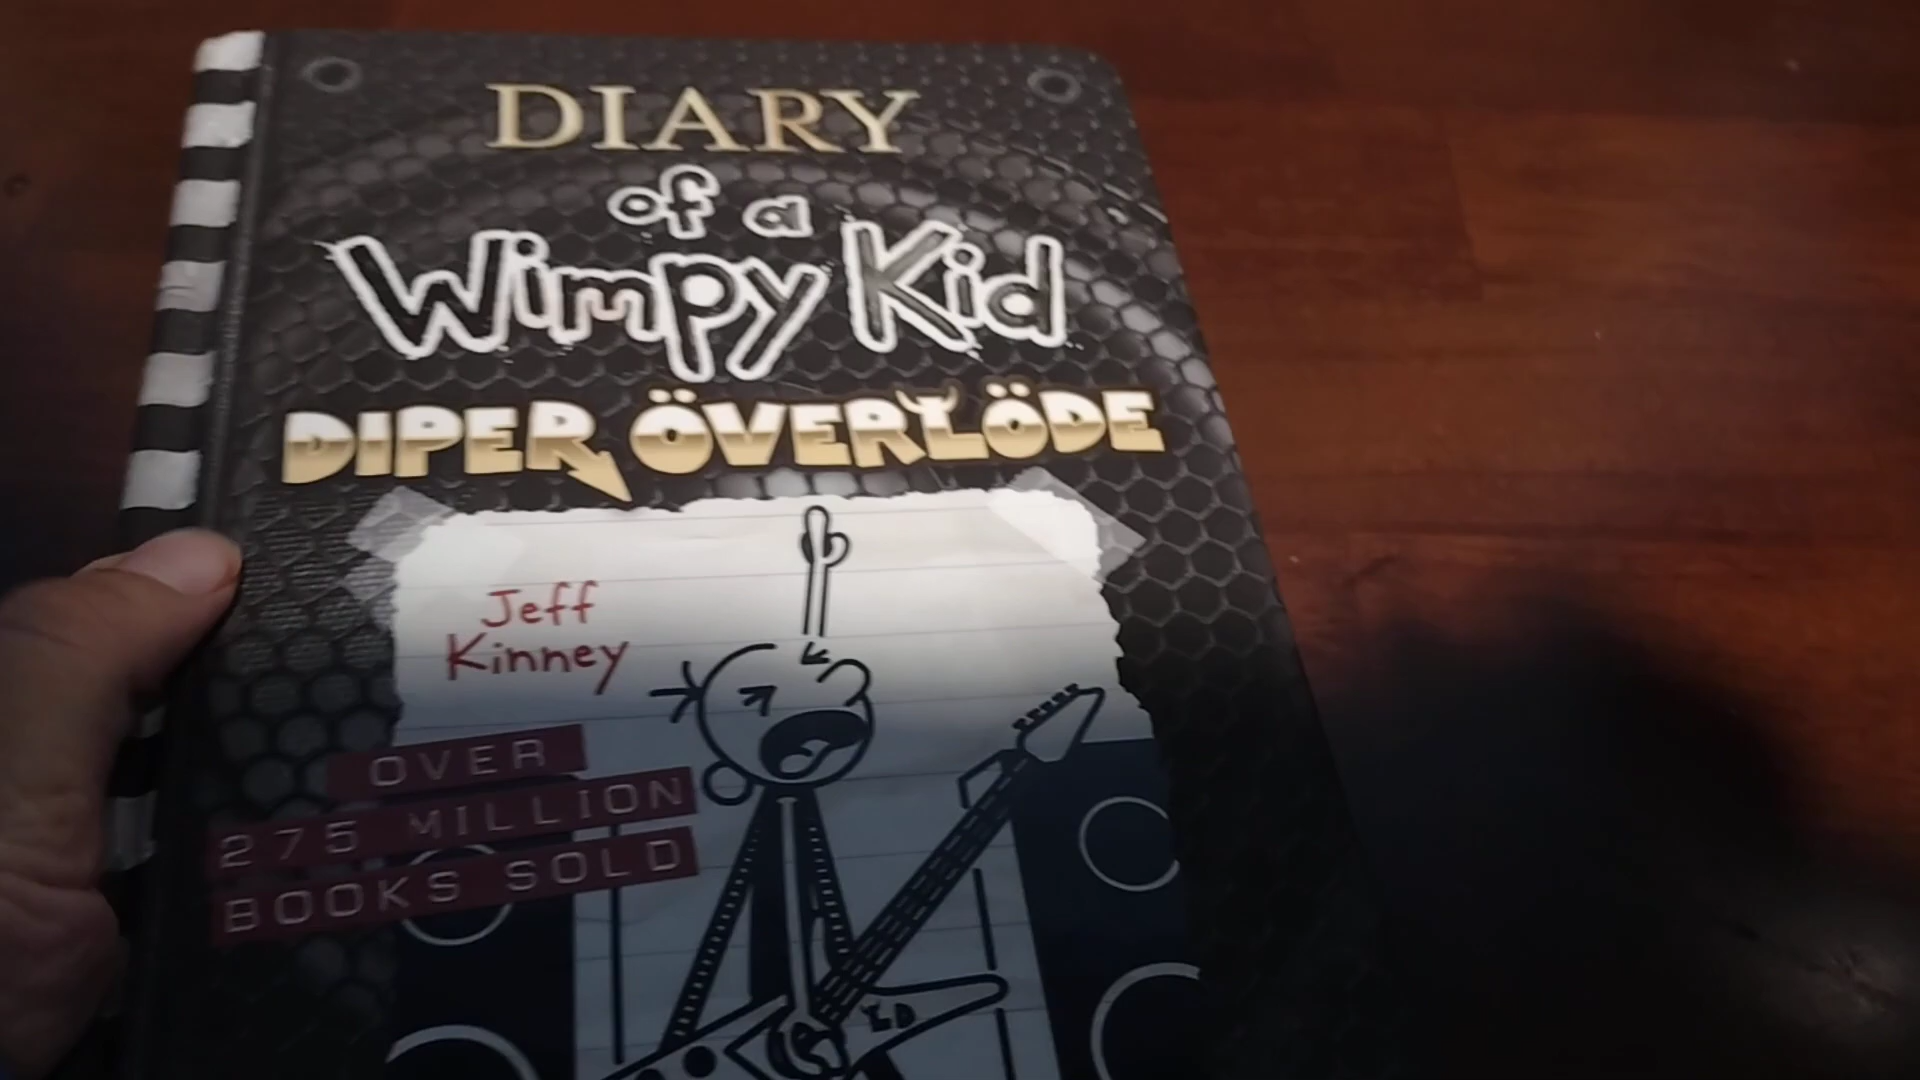 DIARY
of a
Wimpy Kid
DIPER ÖVERLÖDE
Jeff
Kinney
OVER
275 MILLION
BOOKS SOLD